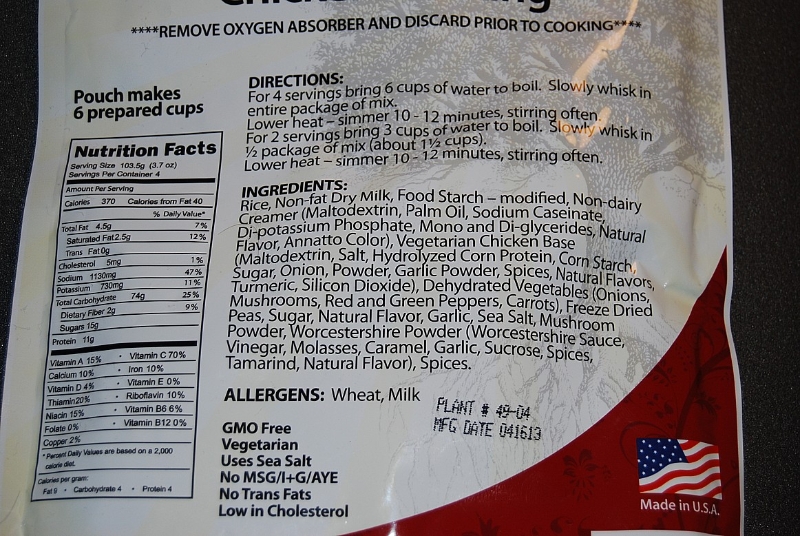 ****REMOVE OXYGEN ABSORBER AND DISCARD PRIOR TO COOKING****
Pouch makes
6 prepared cups
Nutrition Facts
Serving Size 103.5g (3.7 oz)
Servings Per Container 4
Amount Per Serving
Calories 370 Calories from Fat 40
% Daily Value*
Total Fat 4.5g 7%
Saturated Fat 2.5g 12%
Trans Fat 0g
Cholesterol 5mg 1%
Sodium 1130mg 47%
Potassium 730mg 11%
Total Carbohydrate 74g 25%
Dietary Fiber 2g 9%
Sugars 15g
Protein 11g
Vitamin A 15% • Vitamin C 70%
Calcium 10% • Iron 10%
Vitamin D 4% • Vitamin E 0%
Thiamin 20% • Riboflavin 10%
Niacin 15% • Vitamin B6 6%
Folate 0% • Vitamin B12 0%
Copper 2%
*Percent Daily Values are based on a 2,000
calorie diet.
Calories per gram:
Fat 9 • Carbohydrate 4 • Protein 4
DIRECTIONS:
For 4 servings bring 6 cups of water to boil. Slowly whisk in
entire package of mix.
Lower heat – simmer 10 - 12 minutes, stirring often.
For 2 servings bring 3 cups of water to boil. Slowly whisk in
½ package of mix (about 1½ cups).
Lower heat – simmer 10 - 12 minutes, stirring often.
INGREDIENTS:
Rice, Non-fat Dry Milk, Food Starch – modified, Non-dairy
Creamer (Maltodextrin, Palm Oil, Sodium Caseinate,
Di-potassium Phosphate, Mono and Di-glycerides, Natural
Flavor, Annatto Color), Vegetarian Chicken Base
(Maltodextrin, Salt, Hydrolyzed Corn Protein, Corn Starch,
Sugar, Onion, Powder, Garlic Powder, Spices, Natural Flavors,
Turmeric, Silicon Dioxide), Dehydrated Vegetables (Onions,
Mushrooms, Red and Green Peppers, Carrots), Freeze Dried
Peas, Sugar, Natural Flavor, Garlic, Sea Salt, Mushroom
Powder, Worcestershire Powder (Worcestershire Sauce,
Vinegar, Molasses, Caramel, Garlic, Sucrose, Spices,
Tamarind, Natural Flavor), Spices.
ALLERGENS: Wheat, Milk
PLANT # 49-04
MFG DATE 041613
GMO Free
Vegetarian
Uses Sea Salt
No MSG/I+G/AYE
No Trans Fats
Low in Cholesterol
Made in U.S.A.